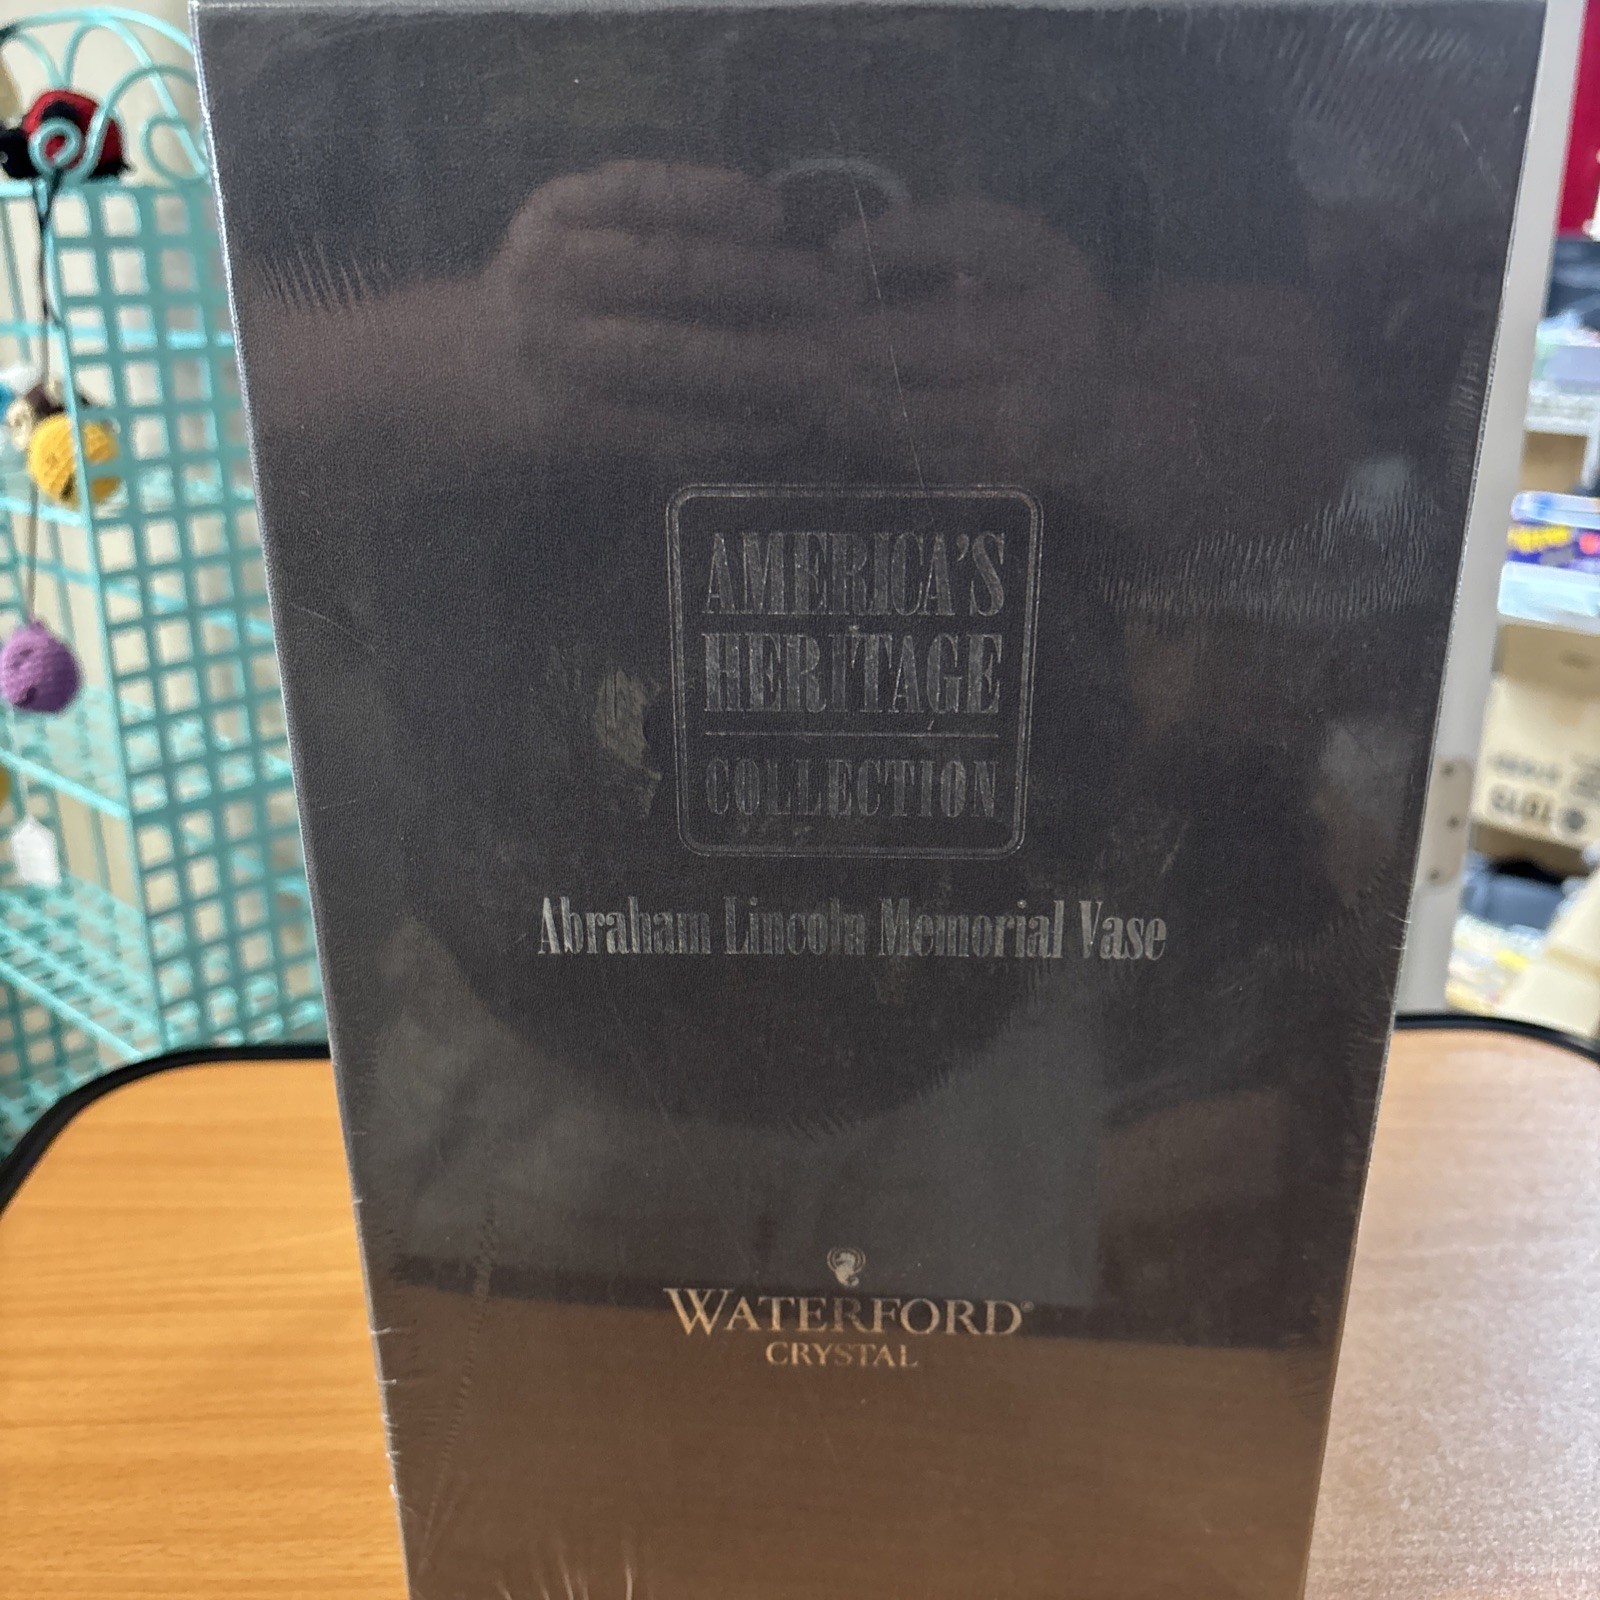 AMERICA'S
HERITAGE
COLLECTION
Abraham Lincoln Memorial Vase
WATERFORD®
CRYSTAL